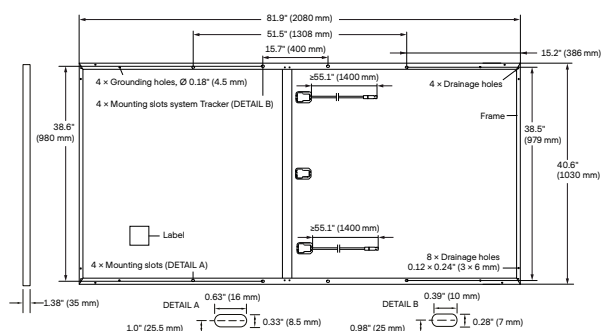 81.9" (2080 mm)
51.5" (1308 mm)
15.7" (400 mm)
15.2" (386 mm)
4 × Grounding holes, Ø 0.18" (4.5 mm)
≥55.1" (1400 mm)
4 × Drainage holes
4 × Mounting slots system Tracker (DETAIL B)
Frame
38.6"
(980 mm)
38.5"
(979 mm)
40.6"
(1030 mm)
Label
≥55.1" (1400 mm)
4 × Mounting slots (DETAIL A)
8 × Drainage holes
0.12 × 0.24" (3 × 6 mm)
1.38" (35 mm)
DETAIL A
0.63" (16 mm)
0.33" (8.5 mm)
1.0" (25.5 mm)
DETAIL B
0.39" (10 mm)
0.28" (7 mm)
0.98" (25 mm)